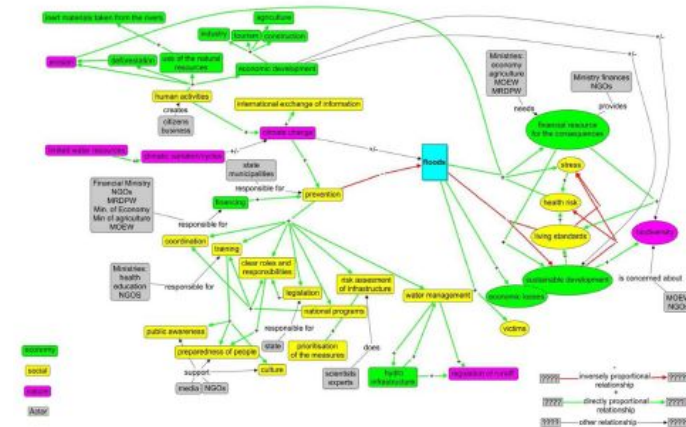 inert materials taken from the rivers
agriculture
industry
tourism
construction
erosion
deforestation
use of the natural
resources
economic development
+/-
+/-
human activities
creates
citizens
business
international exchange of information
climate change
limited water resources
climatic
+/-
+/-
state
municipalities
floods
Ministries:
economy
agriculture
MOEW
MRDPW
Ministry finances
NGOs
needs
provides
financial resource
for the consequences
stress
health risk
living standards
biodiversity
sustainable development
economic losses
is concerned about
MOEW
NGOs
victims
Financial Ministry
NGOs
MRDPW
Min. of Economy
Min of agriculture
MOEW
responsible for
responsible for
financing
prevention
coordination
training
clear roles and
responsibilities
risk assesment
of infrastructure
water management
Ministries:
health
education
NGOS
responsible for
legislation
national programs
responsible for
state
public awareness
preparedness of people
prioritisation
of the measures
culture
support
media
NGOs
does
scientists
experts
hydro
infrastructure
regulation of runoff
economy
social
nature
Actor
????
inversely proportional
relationship
????
+
????
directly proportional
relationship
????
????
other relationship
????